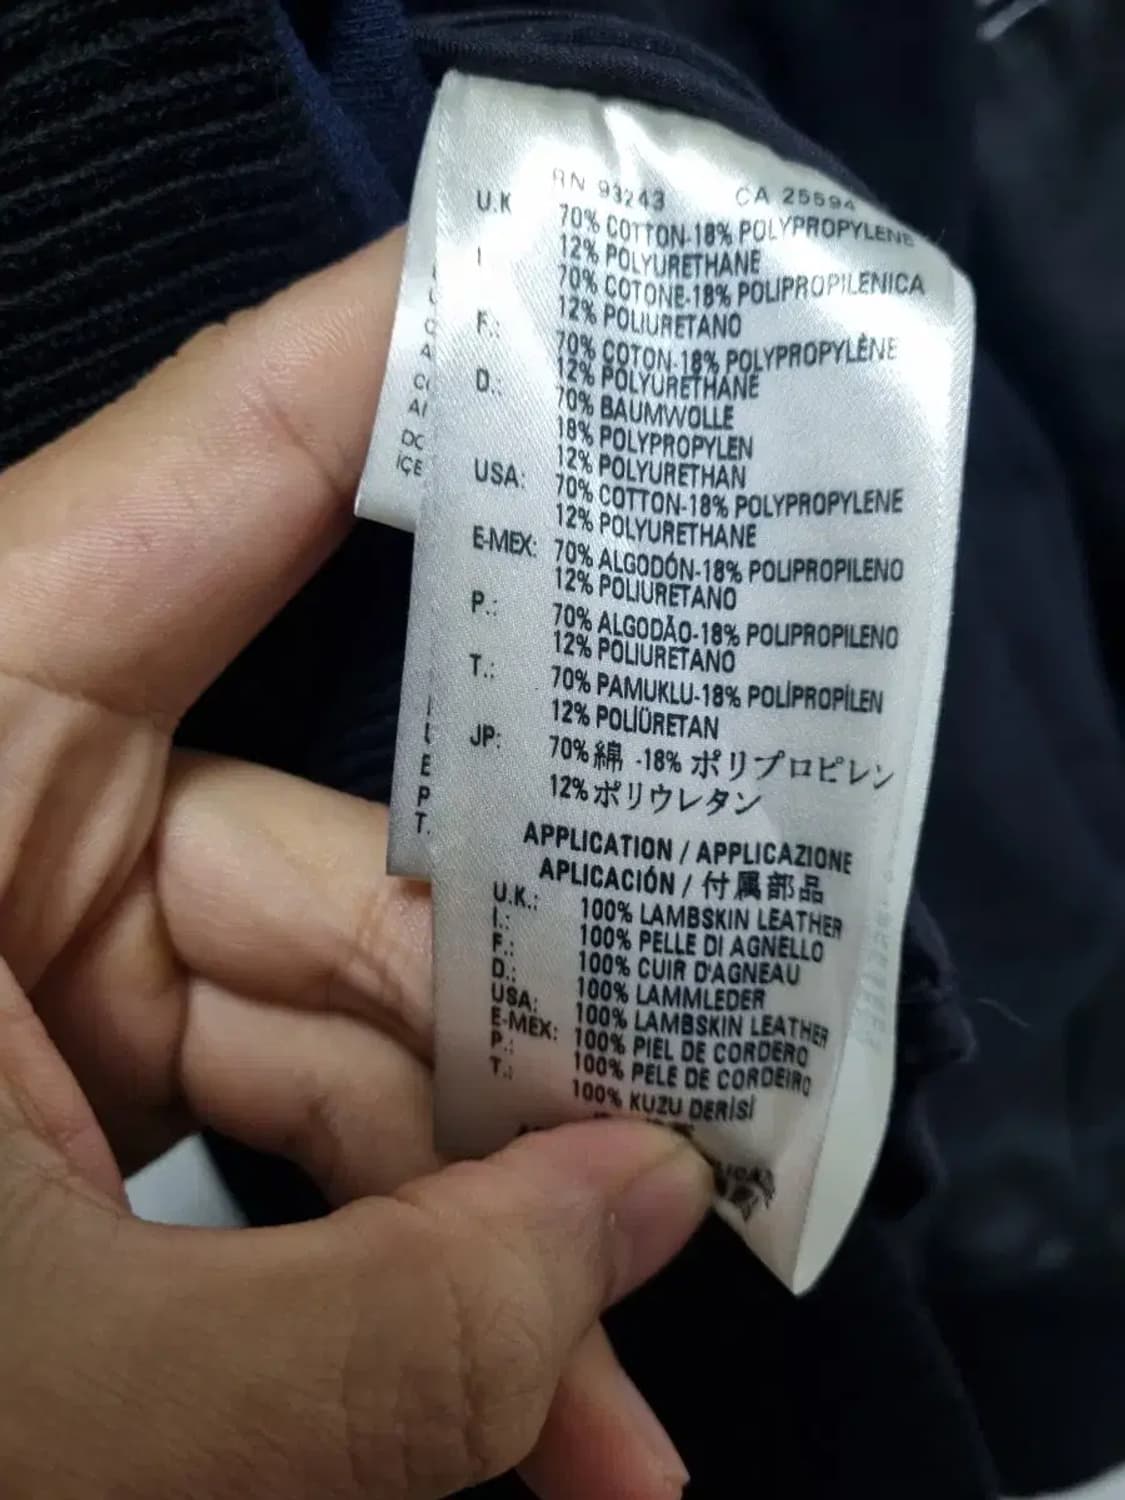 RN 93243 CA 25594
U.K 70% COTTON-18% POLYPROPYLENE
12% POLYURETHANE
I 70% COTONE-18% POLIPROPILENICA
12% POLIURETANO
F.: 70% COTON-18% POLYPROPYLÈNE
12% POLYURETHANE
D.: 70% BAUMWOLLE
18% POLYPROPYLEN
12% POLYURETHAN
USA: 70% COTTON-18% POLYPROPYLENE
12% POLYURETHANE
E-MEX: 70% ALGODÓN-18% POLIPROPILENO
12% POLIURETANO
P.: 70% ALGODÃO-18% POLIPROPILENO
12% POLIURETANO
T.: 70% PAMUKLU-18% POLİPROPİLEN
12% POLİÜRETAN
JP: 70%綿 -18% ポリプロピレン
12%ポリウレタン
APPLICATION / APPLICAZIONE
APLICACIÓN / 付属部品
U.K.: 100% LAMBSKIN LEATHER
I.: 100% PELLE DI AGNELLO
F.: 100% CUIR D'AGNEAU
D.: 100% LAMMLEDER
USA: 100% LAMBSKIN LEATHER
E-MEX: 100% PIEL DE CORDERO
P.: 100% PELE DE CORDEIRO
T.: 100% KUZU DERİSİ
DC
İÇE
E
P
T.